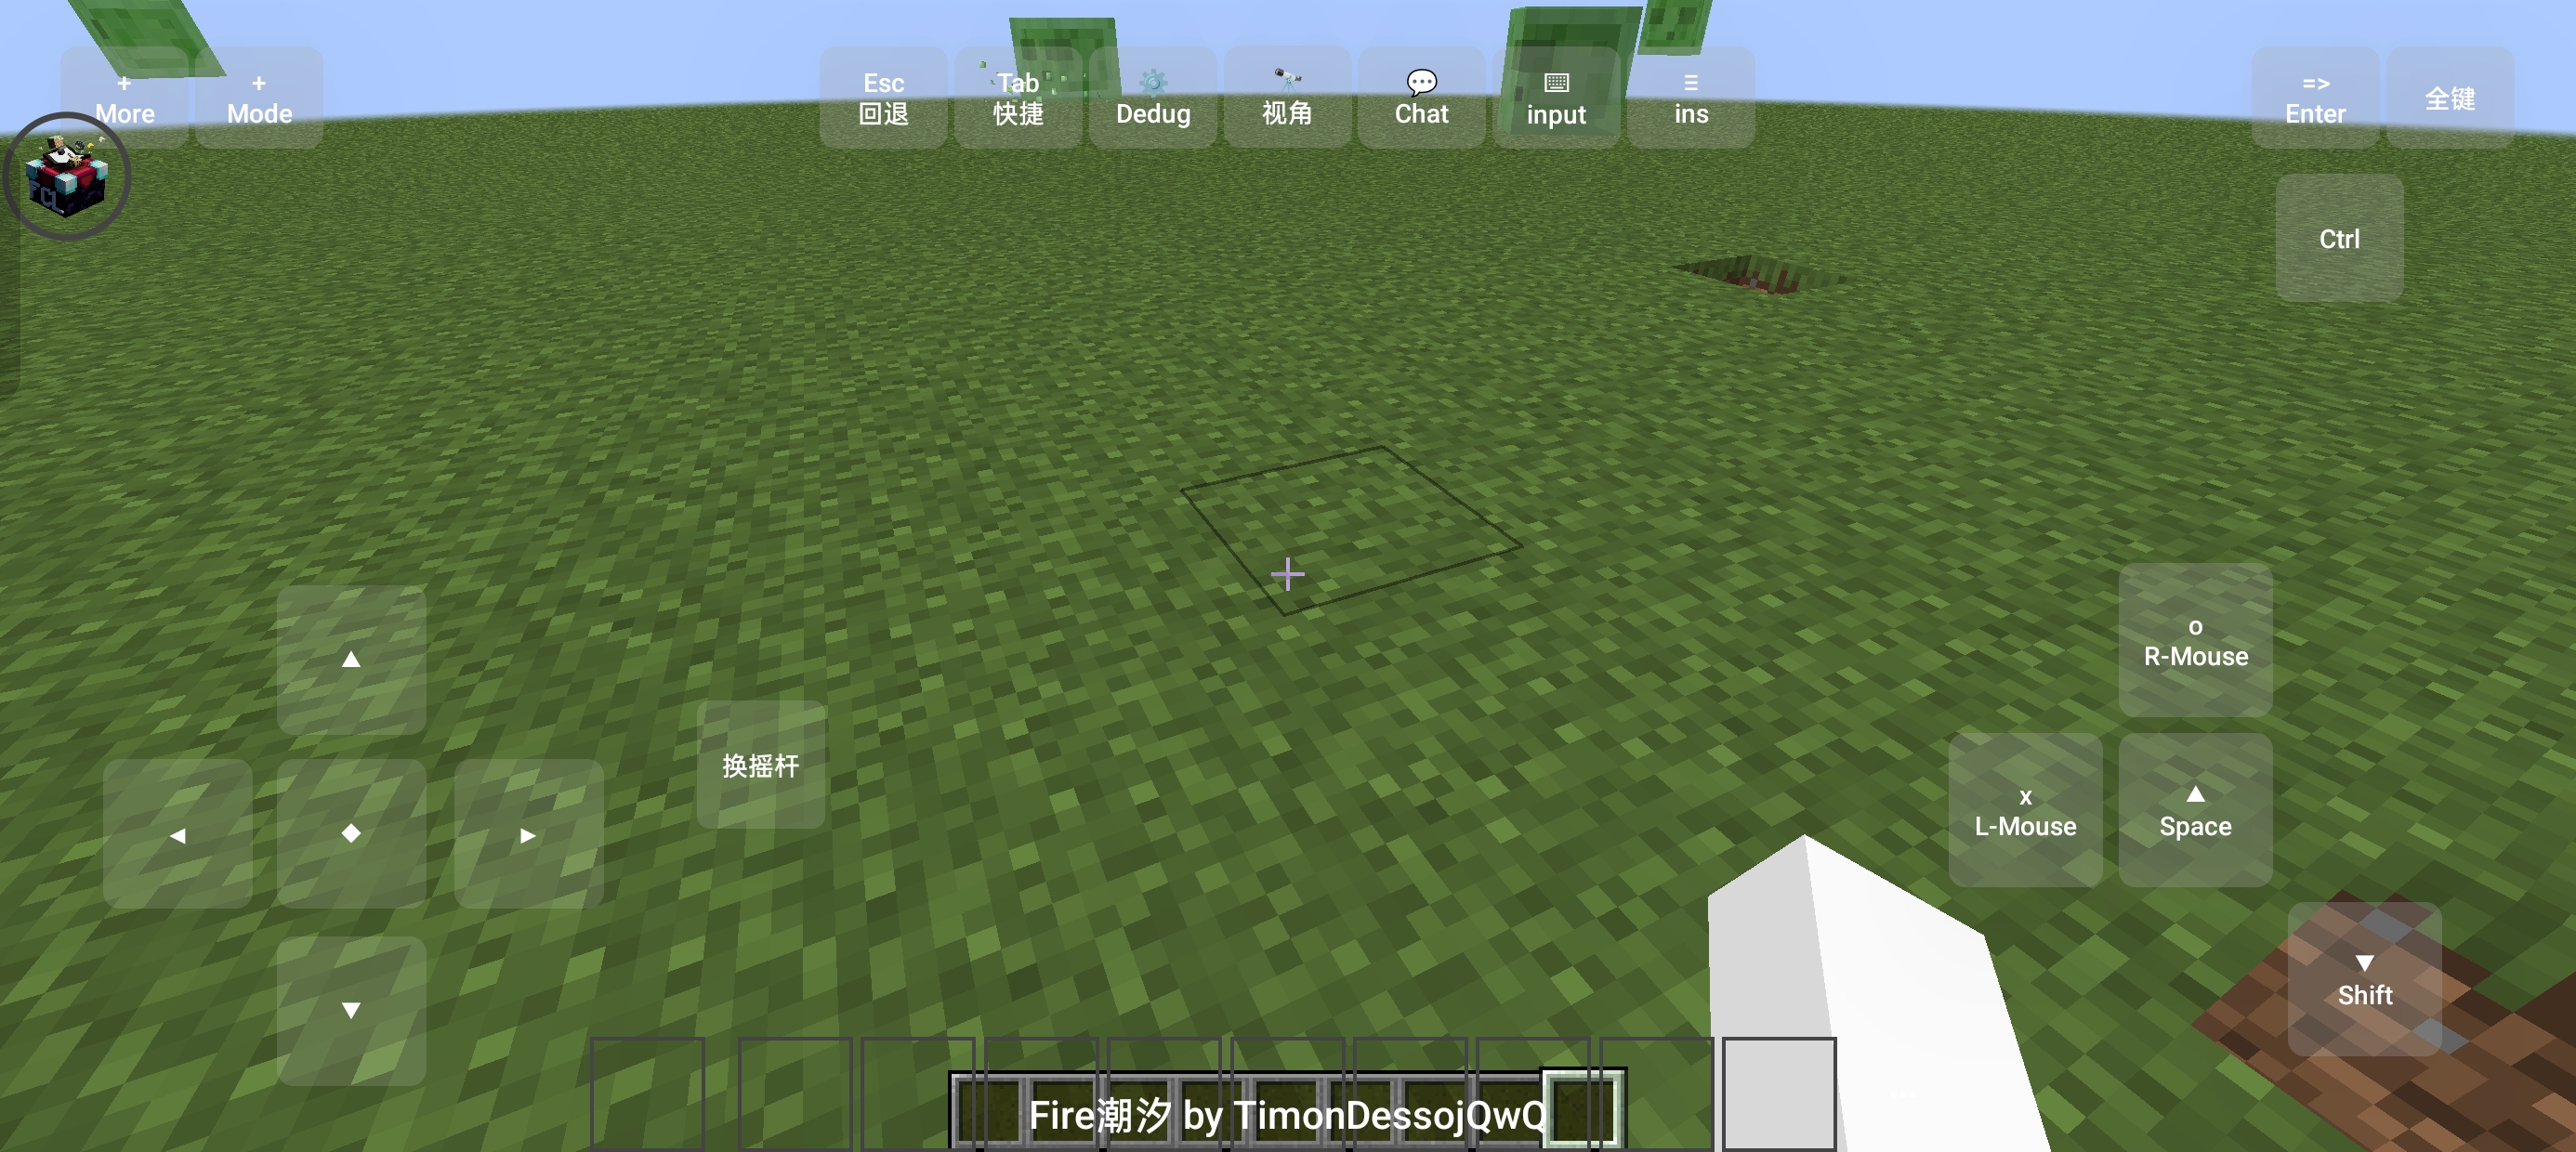 +
More
+
Mode
Esc
回退
Tab
快捷
Dedug
视角
Chat
input
≡
ins
=>
Enter
全键
FCL
Ctrl
▲
o
R-Mouse
换摇杆
◀
◆
▶
x
L-Mouse
▲
Space
▼
Shift
▼
Fire潮汐 by TimonDessojQwQ